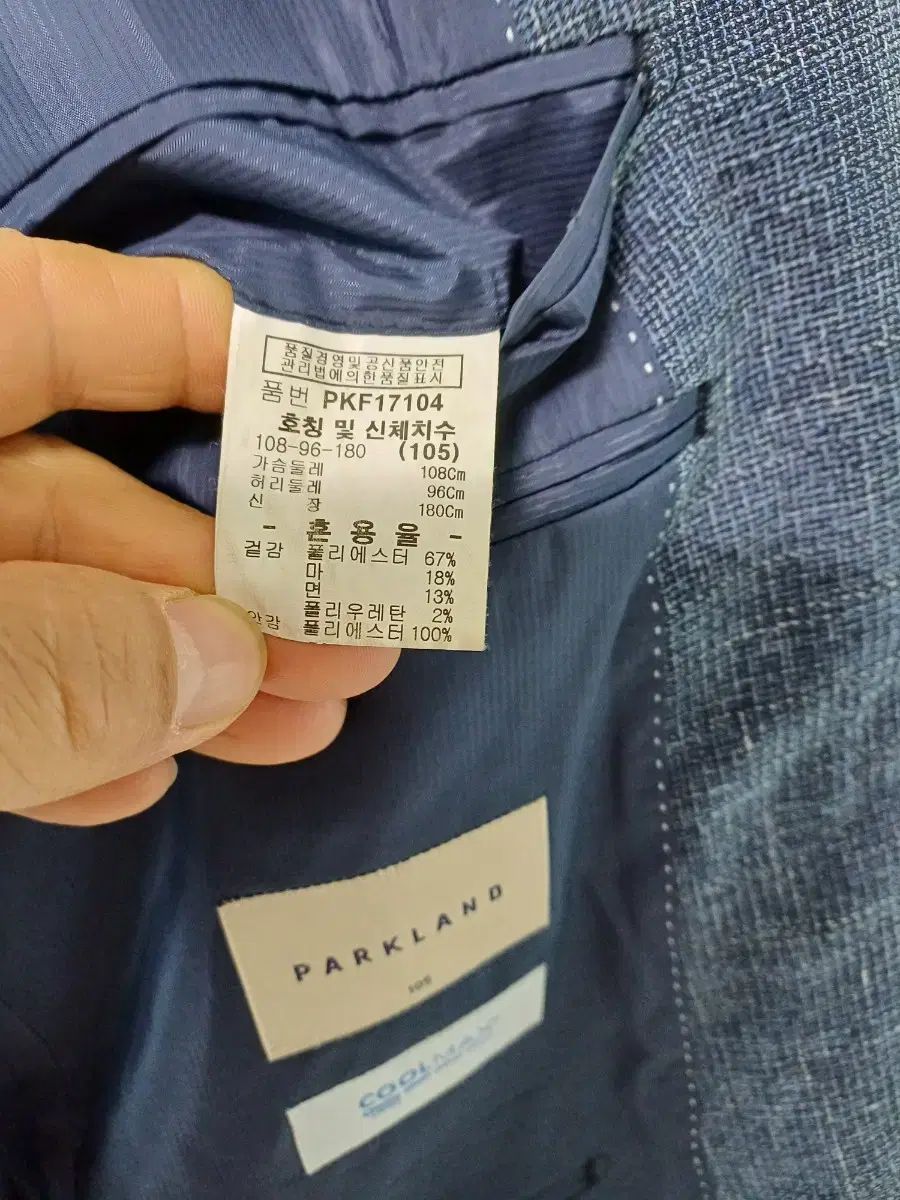 품질경영및공산품안전
관리법에의한품질표시
품번 PKF17104
호칭 및 신체치수
108-96-180 (105)
가슴둘레 108Cm
허리둘레 96Cm
신 장 180Cm
- 혼용율 -
겉감 폴리에스터 67%
마 18%
면 13%
폴리우레탄 2%
안감 폴리에스터 100%
PARKLAND
105
COOLMAX